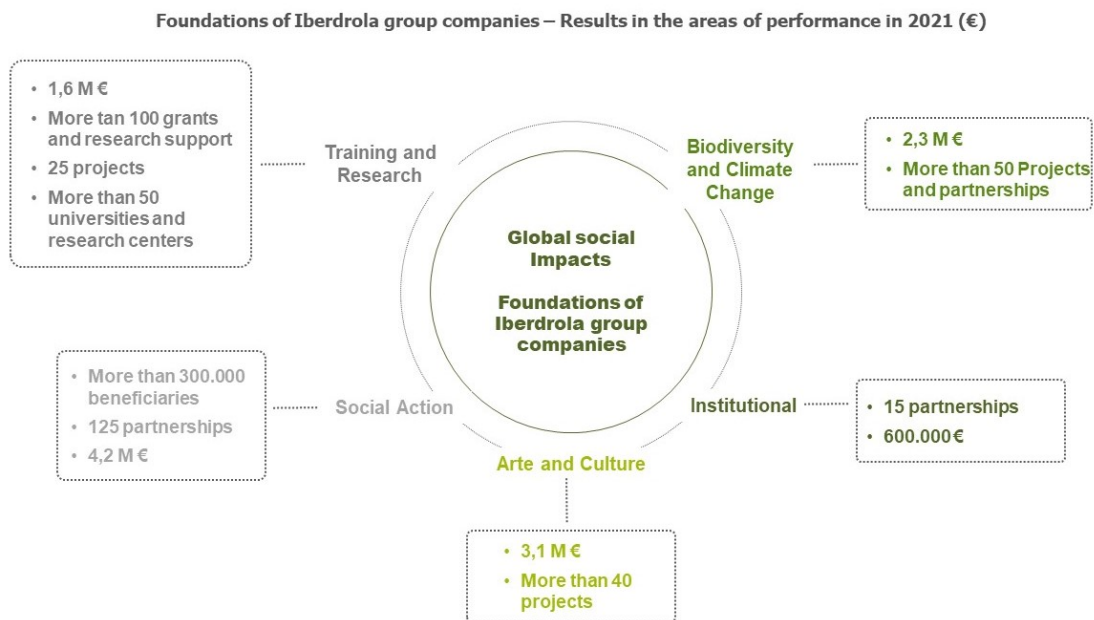 Foundations of Iberdrola group companies – Results in the areas of performance in 2021 (€)
• 1,6 M €
• More tan 100 grants
and research support
• 25 projects
• More than 50
universities and
research centers
Training and
Research
Biodiversity
and Climate
Change
• 2,3 M €
• More than 50 Projects
and partnerships
Global social
Impacts
Foundations of
Iberdrola group
companies
• More than 300.000
beneficiaries
• 125 partnerships
• 4,2 M €
Social Action
Institutional
• 15 partnerships
• 600.000 €
Arte and Culture
• 3,1 M €
• More than 40
projects